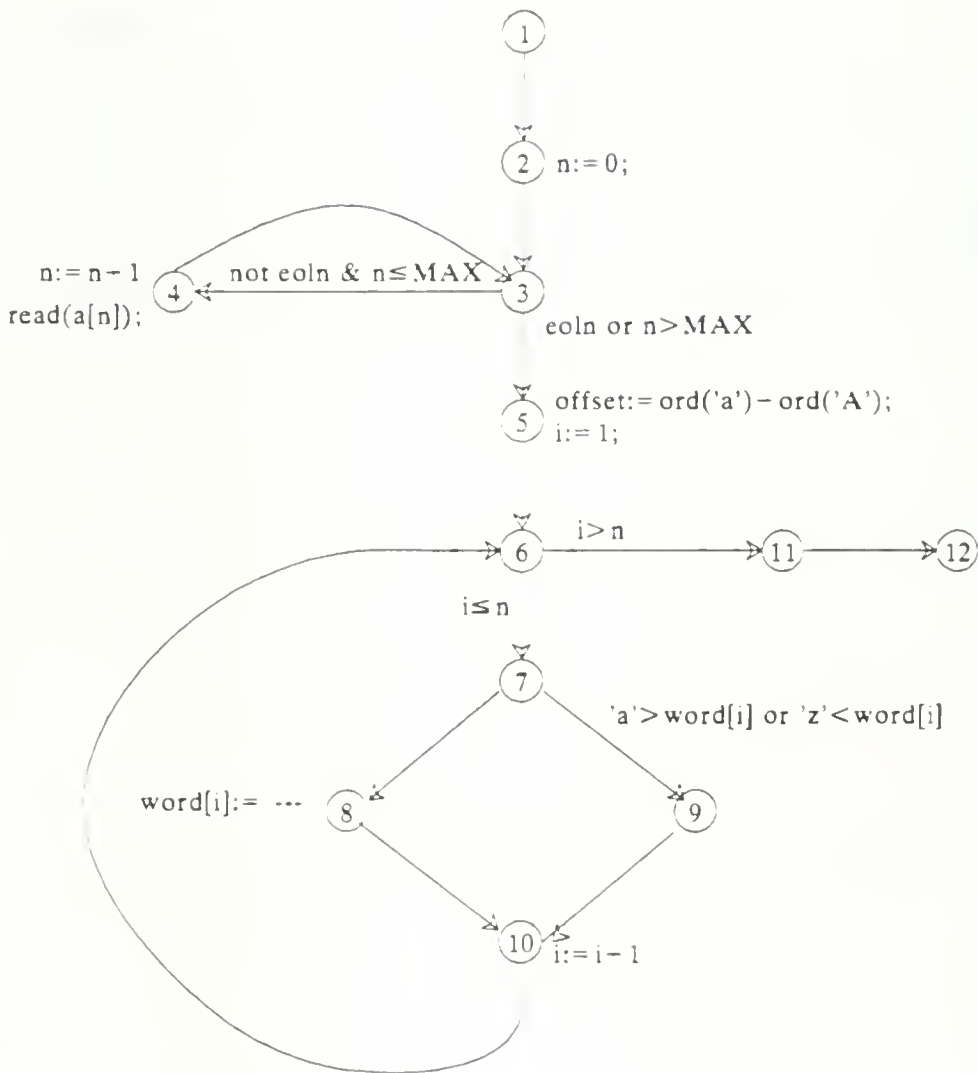 1
2 n:=0;
n:=n-1
not eoln & n≤MAX
4
3
read(a[n]);
eoln or n>MAX
5 offset:=ord('a')-ord('A');
i:=1;
6
i>n
11
12
i≤n
7
'a'>word[i] or 'z'<word[i]
word[i]:= ---
8
9
10 i:=i-1